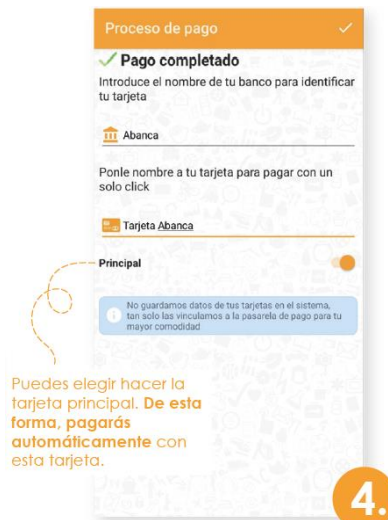 Proceso de pago
Pago completado
Introduce el nombre de tu banco para identificar
tu tarjeta
Abanca
Ponle nombre a tu tarjeta para pagar con un
solo click
Tarjeta Abanca
Principal
No guardamos datos de tus tarjetas en el sistema,
tan solo las vinculamos a la pasarela de pago para tu
mayor comodidad
Puedes elegir hacer la
tarjeta principal. De esta
forma, pagarás
automáticamente con
esta tarjeta.
4.